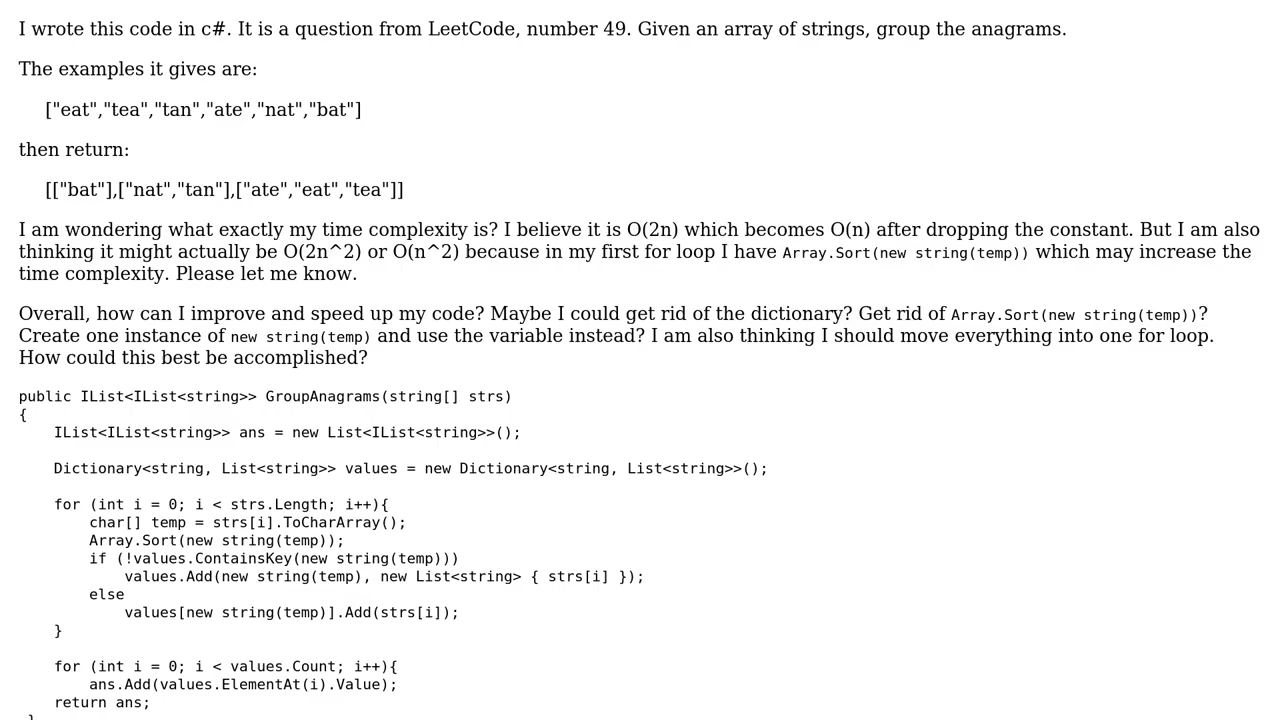 I wrote this code in c#. It is a question from LeetCode, number 49. Given an array of strings, group the anagrams.
The examples it gives are:
["eat","tea","tan","ate","nat","bat"]
then return:
[["bat"],["nat","tan"],["ate","eat","tea"]]
I am wondering what exactly my time complexity is? I believe it is O(2n) which becomes O(n) after dropping the constant. But I am also
thinking it might actually be O(2n^2) or O(n^2) because in my first for loop I have Array.Sort(new string(temp)) which may increase the
time complexity. Please let me know.
Overall, how can I improve and speed up my code? Maybe I could get rid of the dictionary? Get rid of Array.Sort(new string(temp))?
Create one instance of new string(temp) and use the variable instead? I am also thinking I should move everything into one for loop.
How could this best be accomplished?
public IList<IList<string>> GroupAnagrams(string[] strs)
{
    IList<IList<string>> ans = new List<IList<string>>();
    Dictionary<string, List<string>> values = new Dictionary<string, List<string>>();
    for (int i = 0; i < strs.Length; i++){
        char[] temp = strs[i].ToCharArray();
        Array.Sort(new string(temp));
        if (!values.ContainsKey(new string(temp)))
            values.Add(new string(temp), new List<string> { strs[i] });
        else
            values[new string(temp)].Add(strs[i]);
    }
    for (int i = 0; i < values.Count; i++){
        ans.Add(values.ElementAt(i).Value);
    return ans;
 }